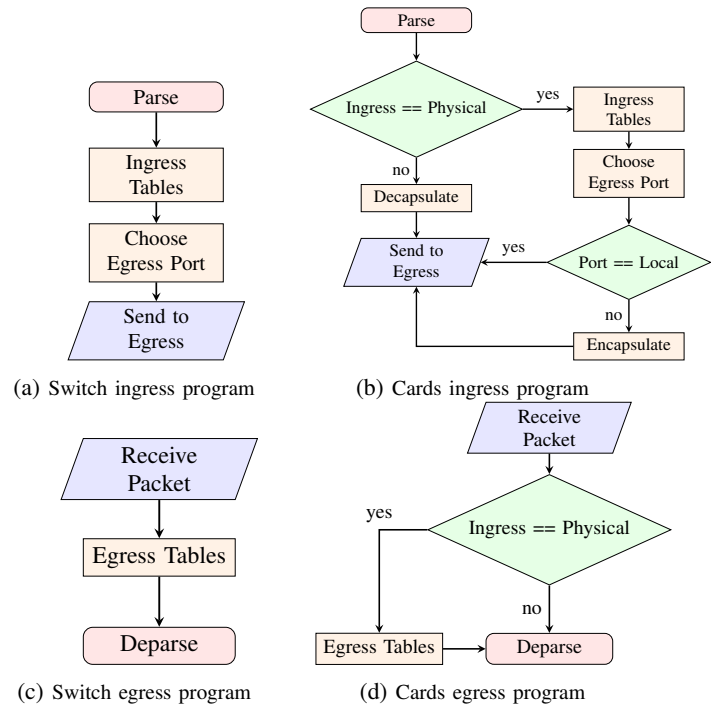 Parse
Ingress
Tables
Choose
Egress Port
Send to
Egress
(a) Switch ingress program
Parse
Ingress == Physical
yes
Ingress
Tables
no
Choose
Egress Port
Decapsulate
Send to
Egress
yes
Port == Local
no
Encapsulate
(b) Cards ingress program
Receive
Packet
Egress Tables
Deparse
(c) Switch egress program
Receive
Packet
yes
Ingress == Physical
no
Egress Tables
Deparse
(d) Cards egress program